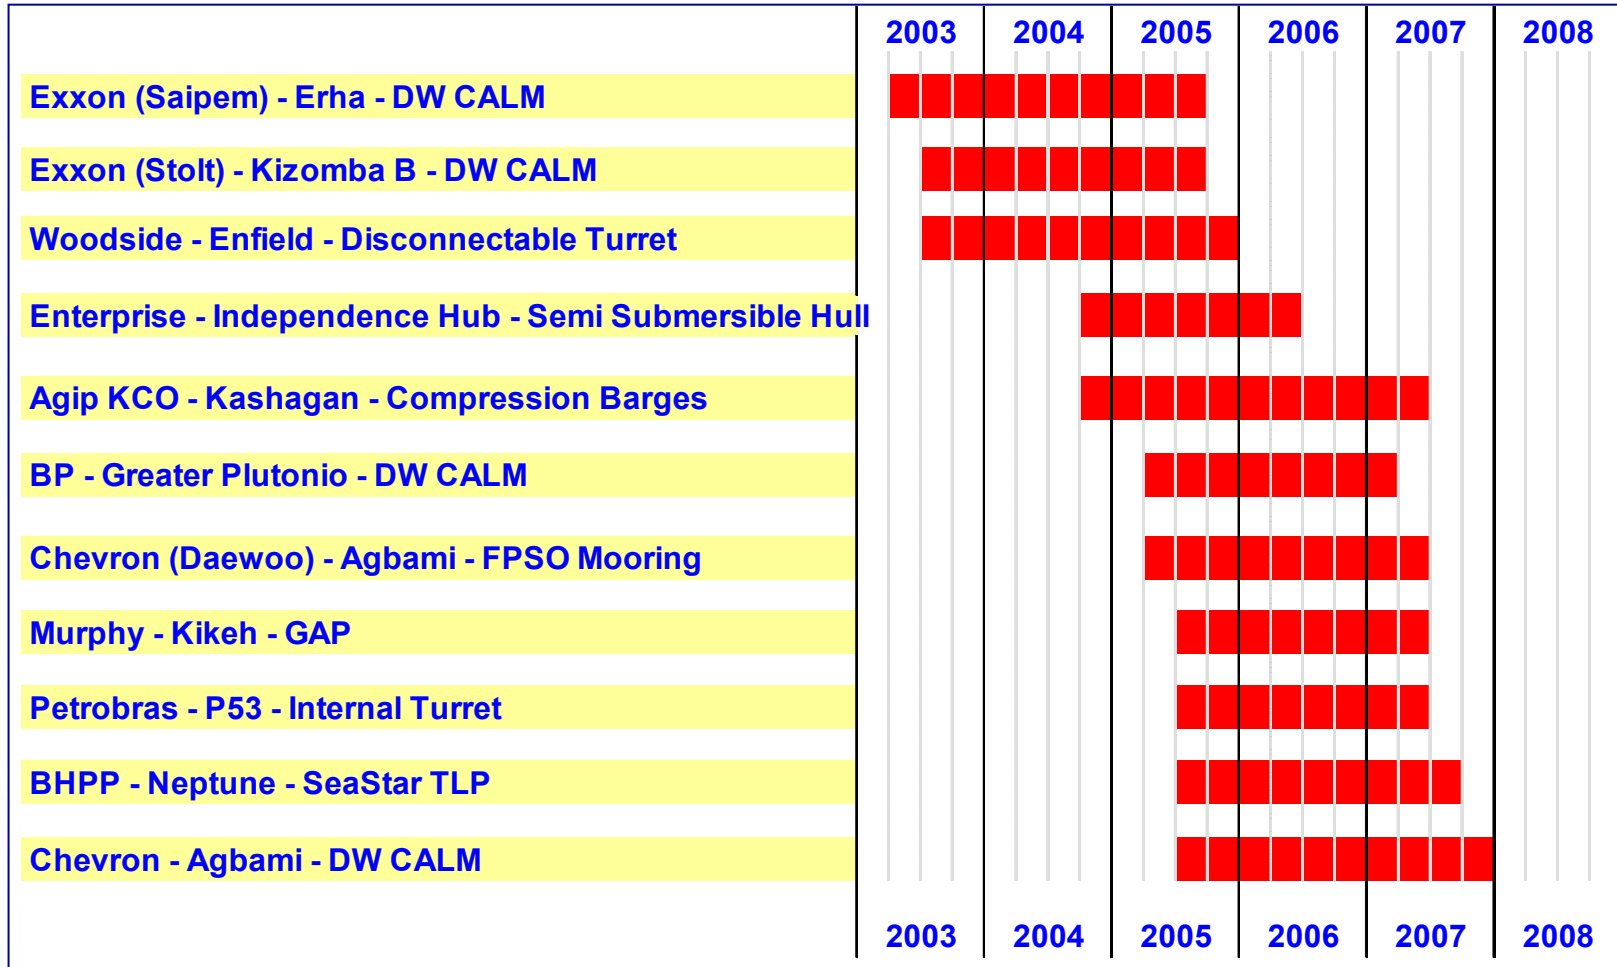 2003 2004 2005 2006 2007 2008
Exxon (Saipem) - Erha - DW CALM
Exxon (Stolt) - Kizomba B - DW CALM
Woodside - Enfield - Disconnectable Turret
Enterprise - Independence Hub - Semi Submersible Hull
Agip KCO - Kashagan - Compression Barges
BP - Greater Plutonio - DW CALM
Chevron (Daewoo) - Agbami - FPSO Mooring
Murphy - Kikeh - GAP
Petrobras - P53 - Internal Turret
BHPP - Neptune - SeaStar TLP
Chevron - Agbami - DW CALM
2003 2004 2005 2006 2007 2008